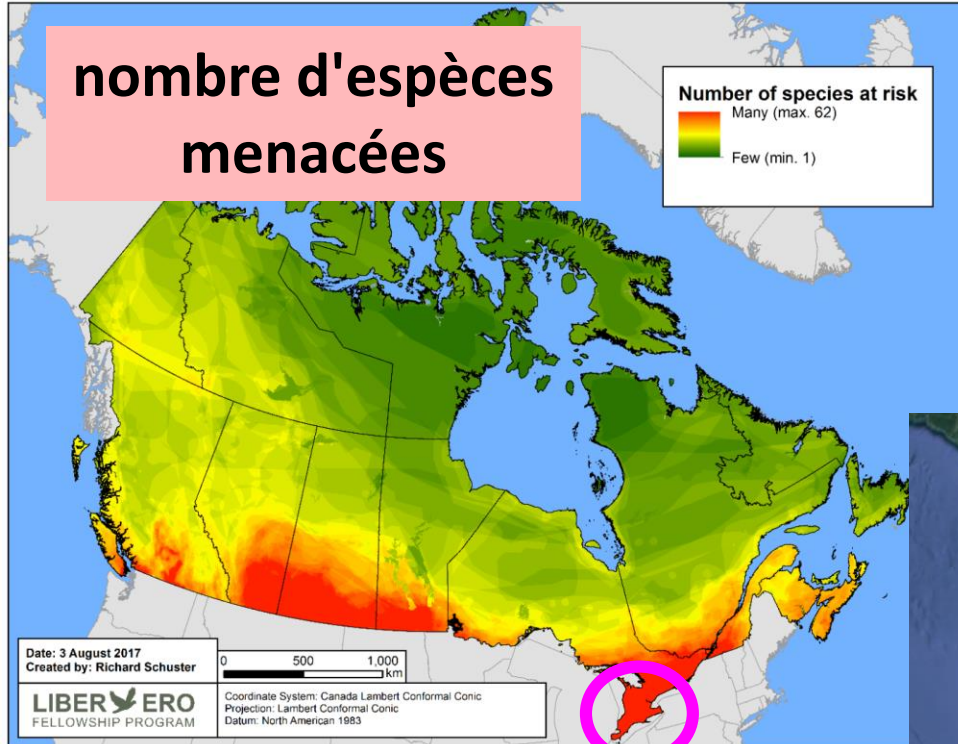 nombre d'espèces
menacées
Number of species at risk
Many (max. 62)
Few (min. 1)
Date: 3 August 2017
Created by: Richard Schuster
0 500 1,000
km
LIBER ERO
FELLOWSHIP PROGRAM
Coordinate System: Canada Lambert Conformal Conic
Projection: Lambert Conformal Conic
Datum: North American 1983